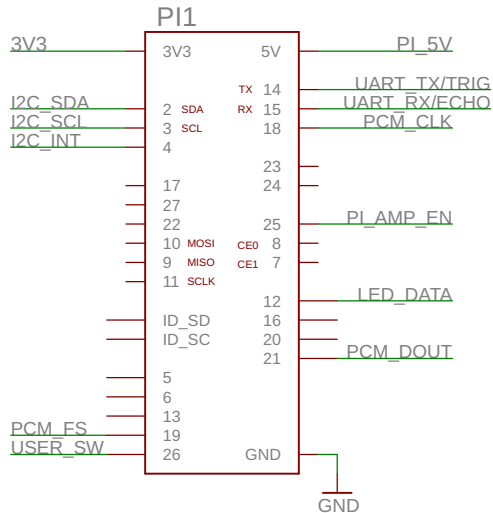 PI1
3V3 3V3 5V PI_5V
TX 14 UART_TX/TRIG
I2C_SDA 2 SDA RX 15 UART_RX/ECHO
I2C_SCL 3 SCL 18 PCM_CLK
I2C_INT 4
23
17 24
27
22 25 PI_AMP_EN
10 MOSI CE0 8
9 MISO CE1 7
11 SCLK
12 LED_DATA
ID_SD 16
ID_SC 20
21 PCM_DOUT
5
6
13
PCM_FS 19
USER_SW 26 GND
GND